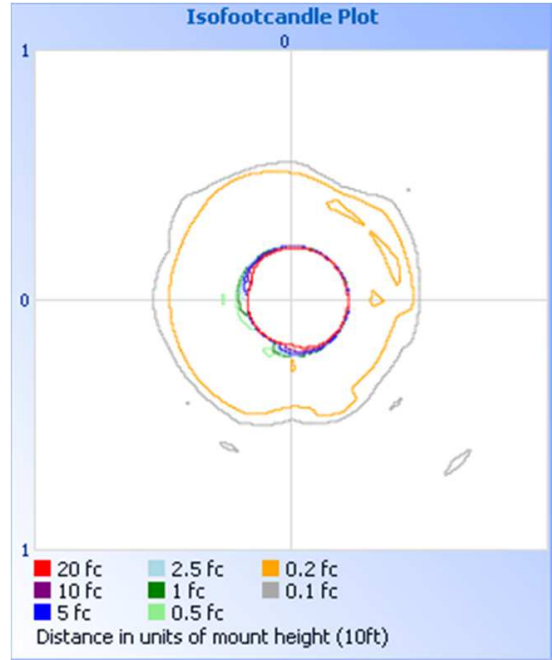 Isofootcandle Plot
0
1
0
1
20 fc 2.5 fc 0.2 fc
10 fc 1 fc 0.1 fc
5 fc 0.5 fc
Distance in units of mount height (10ft)